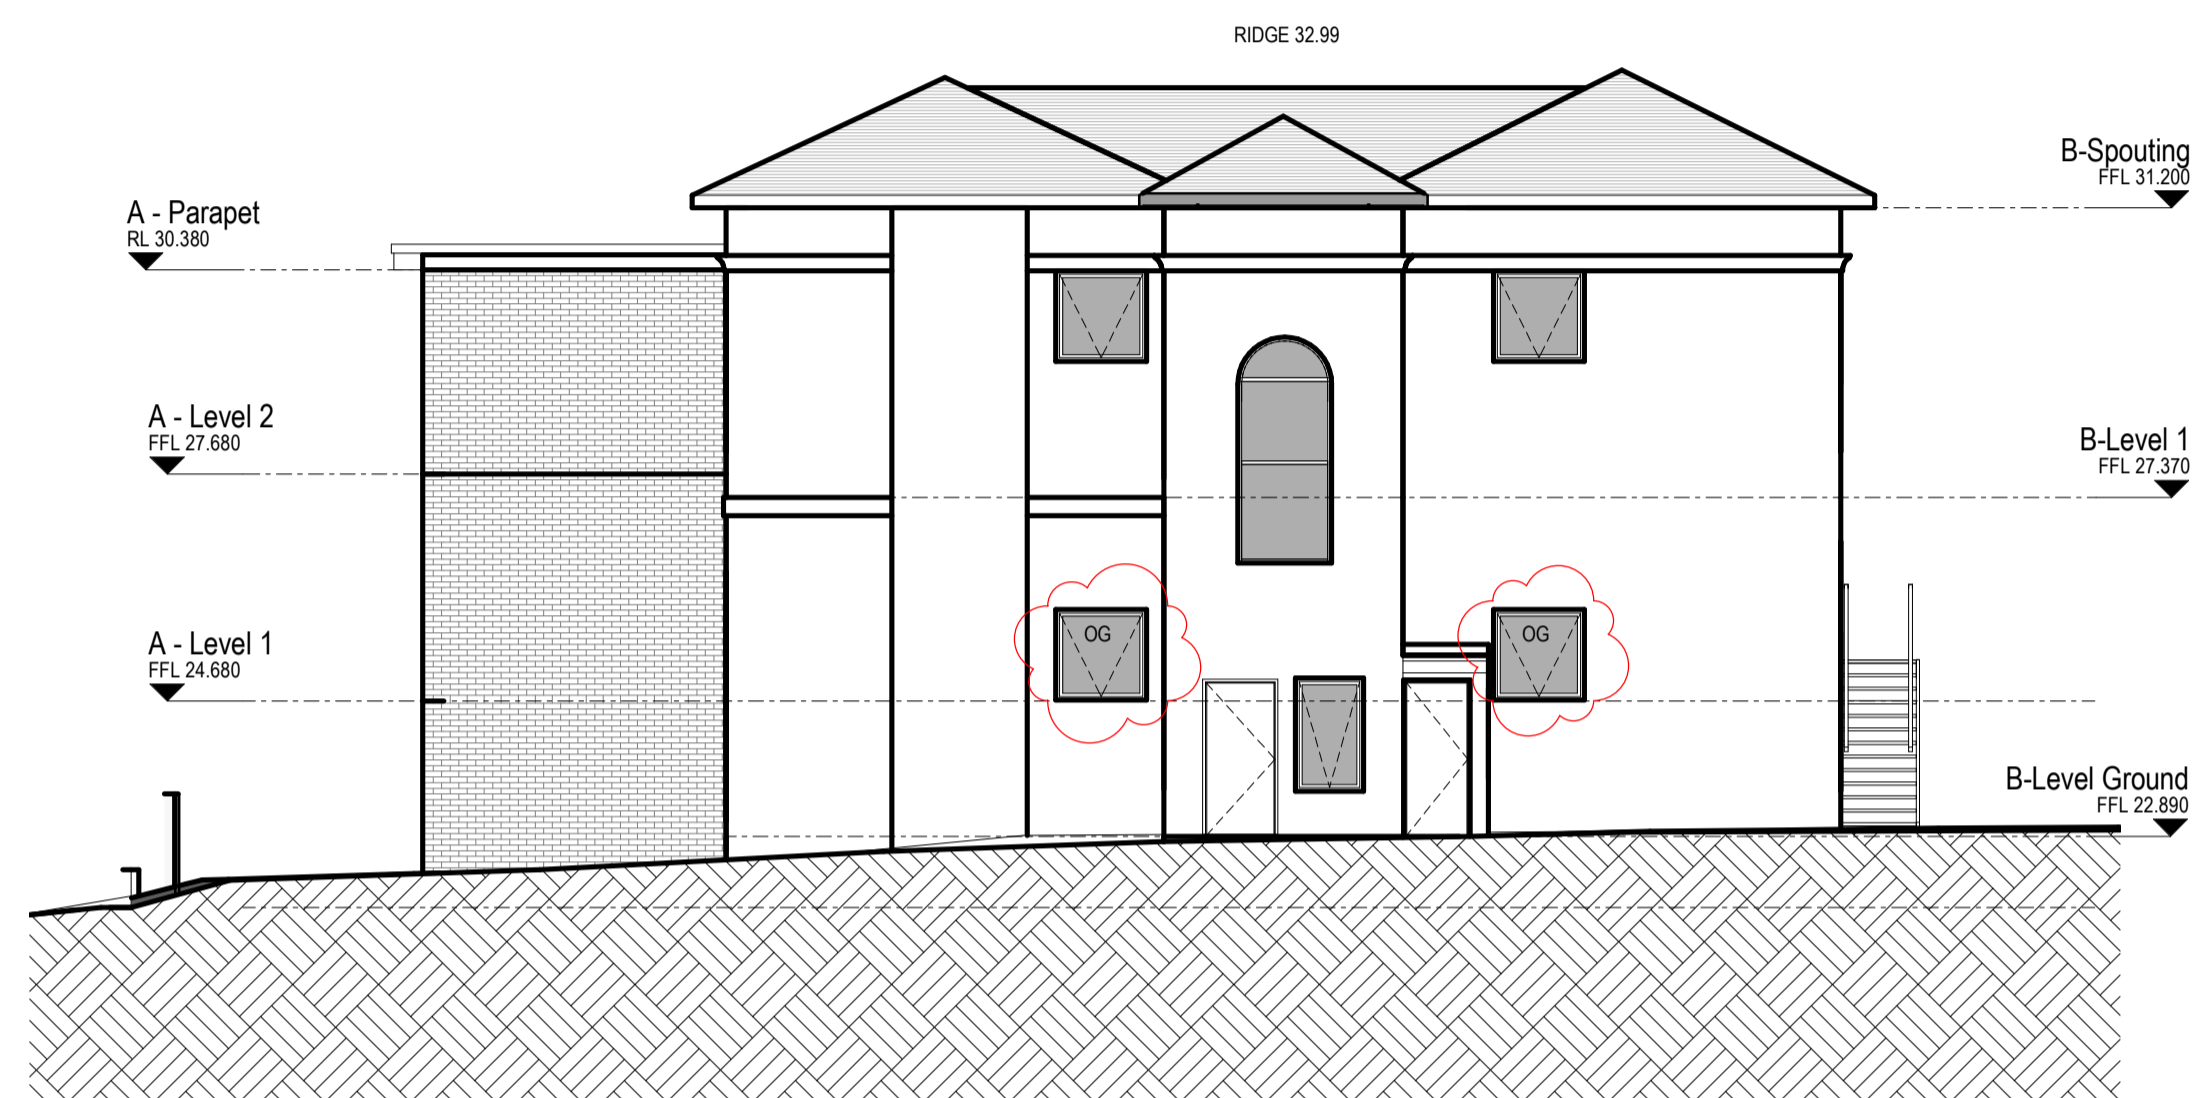 RIDGE 32.99
B-Spouting
FFL 31.200
A - Parapet
RL 30.380
A - Level 2
FFL 27.680
B-Level 1
FFL 27.370
OG
OG
A - Level 1
FFL 24.680
B-Level Ground
FFL 22.890